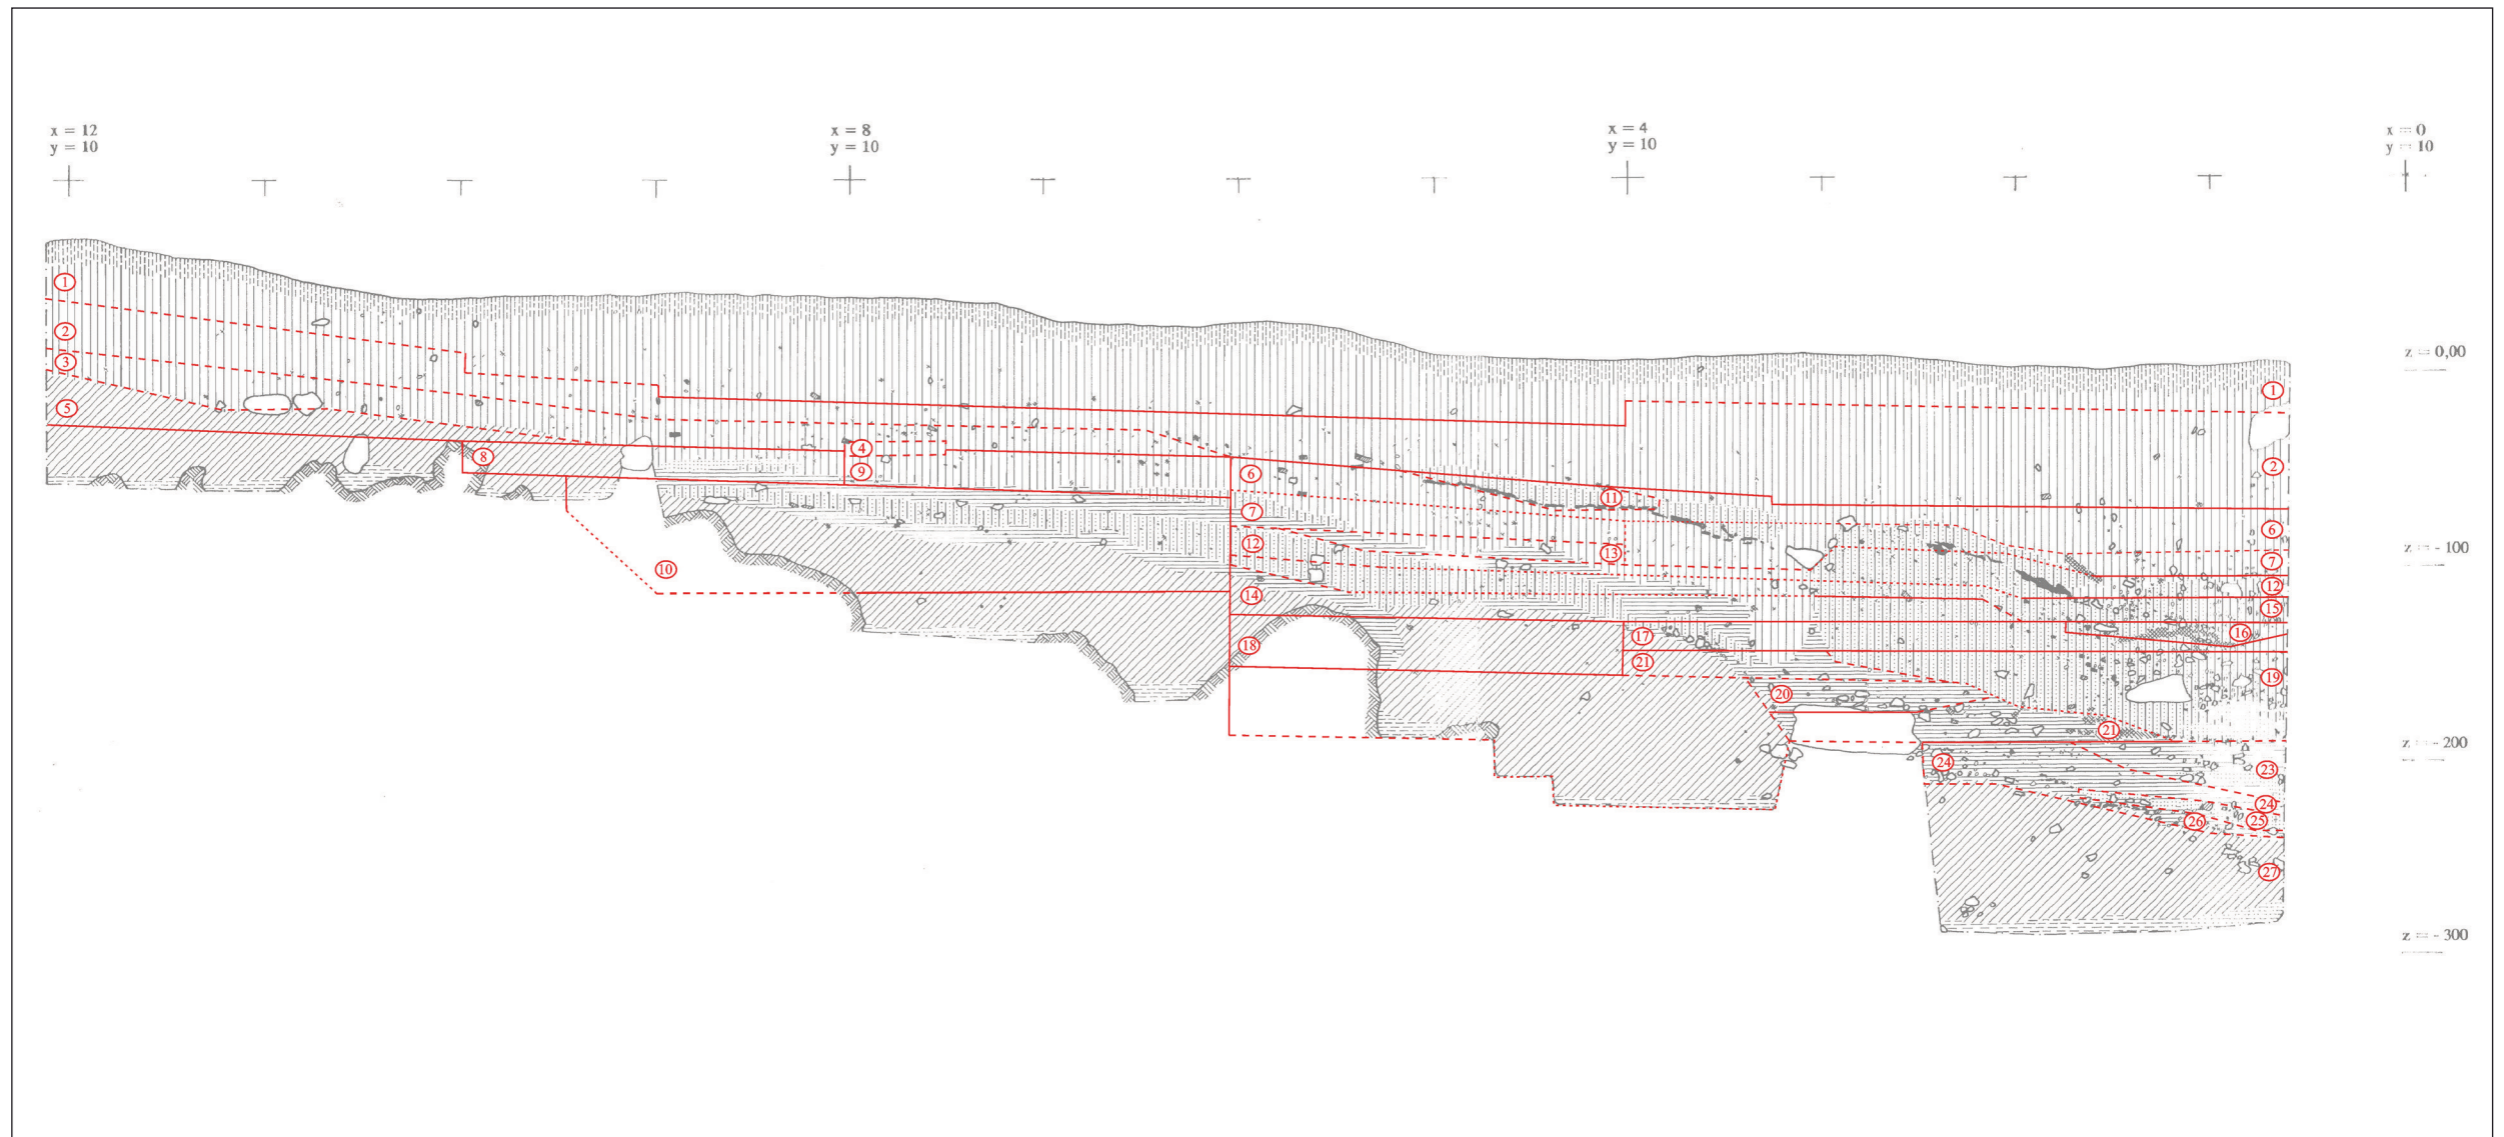 x = 12
y = 10
x = 8
y = 10
x = 4
y = 10
x = 0
y = 10
z = 0,00
z = - 100
z = - 200
z = - 300
1
2
3
5
8
10
4
9
6
7
12
14
18
11
13
17
21
20
24
21
16
26
1
2
6
7
12
15
19
23
24
25
27